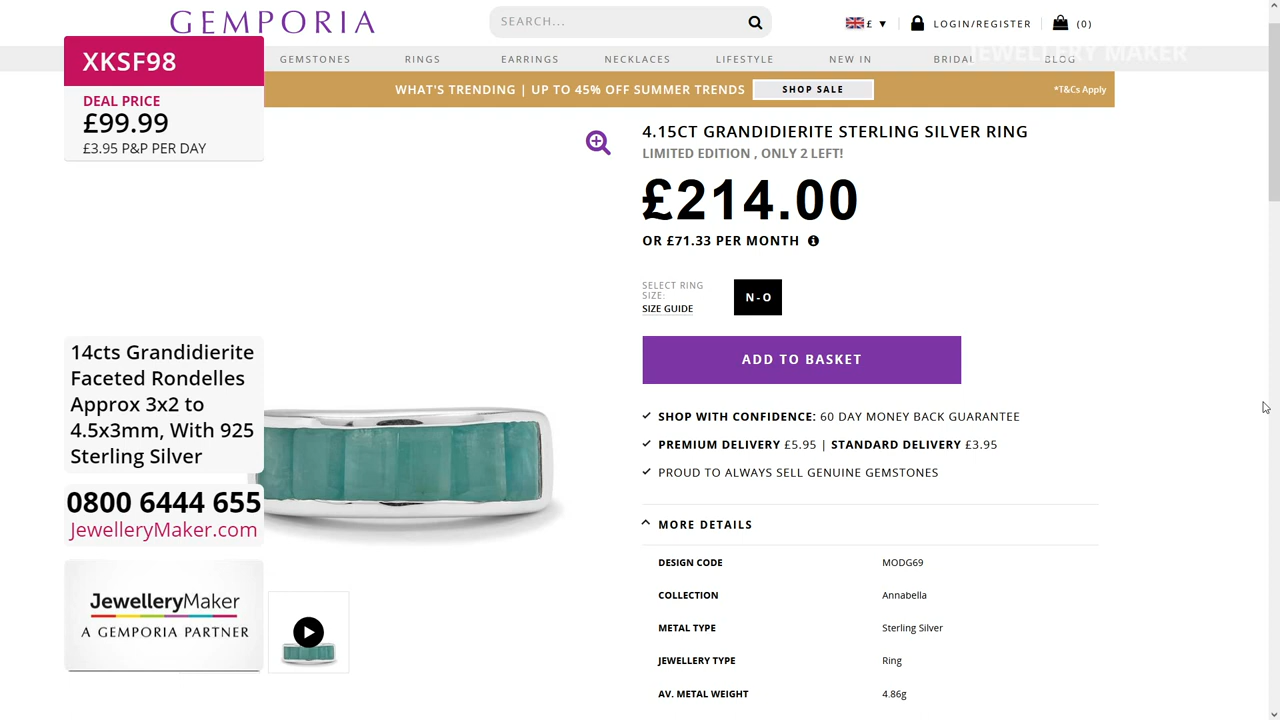 GEMPORIA
SEARCH...
£ ▼
LOGIN/REGISTER
(0)
XKSF98
DEAL PRICE
£99.99
£3.95 P&P PER DAY
GEMSTONES
RINGS
EARRINGS
NECKLACES
LIFESTYLE
NEW IN
BRIDAL
BLOG
JEWELLERY MAKER
WHAT'S TRENDING | UP TO 45% OFF SUMMER TRENDS
SHOP SALE
*T&Cs Apply
4.15CT GRANDIDIERITE STERLING SILVER RING
LIMITED EDITION , ONLY 2 LEFT!
£214.00
OR £71.33 PER MONTH
SELECT RING
SIZE:
SIZE GUIDE
N-O
ADD TO BASKET
14cts Grandidierite
Faceted Rondelles
Approx 3x2 to
4.5x3mm, With 925
Sterling Silver
0800 6444 655
JewelleryMaker.com
JewelleryMaker
A GEMPORIA PARTNER
SHOP WITH CONFIDENCE: 60 DAY MONEY BACK GUARANTEE
PREMIUM DELIVERY £5.95 | STANDARD DELIVERY £3.95
PROUD TO ALWAYS SELL GENUINE GEMSTONES
MORE DETAILS
DESIGN CODE MODG69
COLLECTION Annabella
METAL TYPE Sterling Silver
JEWELLERY TYPE Ring
AV. METAL WEIGHT 4.86g